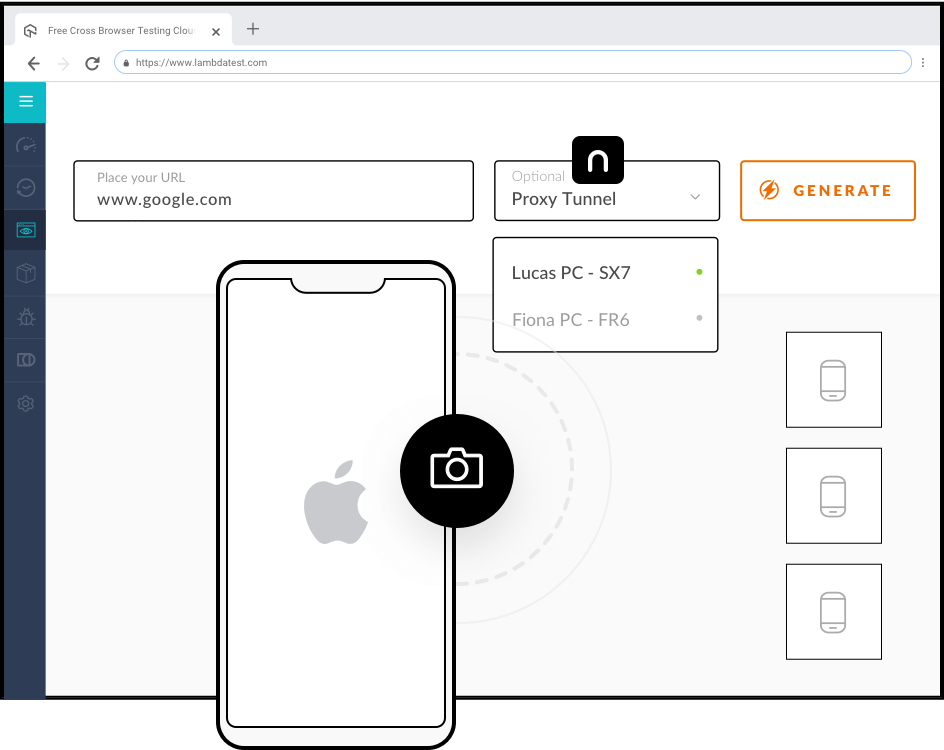 Free Cross Browser Testing Clou
https://www.lambdatest.com
Place your URL
www.google.com
Optional
Proxy Tunnel
GENERATE
Lucas PC - SX7
Fiona PC - FR6